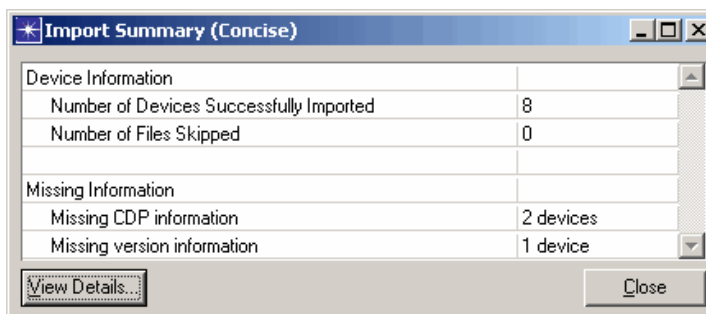 Import Summary (Concise)
Device Information
Number of Devices Successfully Imported 8
Number of Files Skipped 0
Missing Information
Missing CDP information 2 devices
Missing version information 1 device
View Details... Close